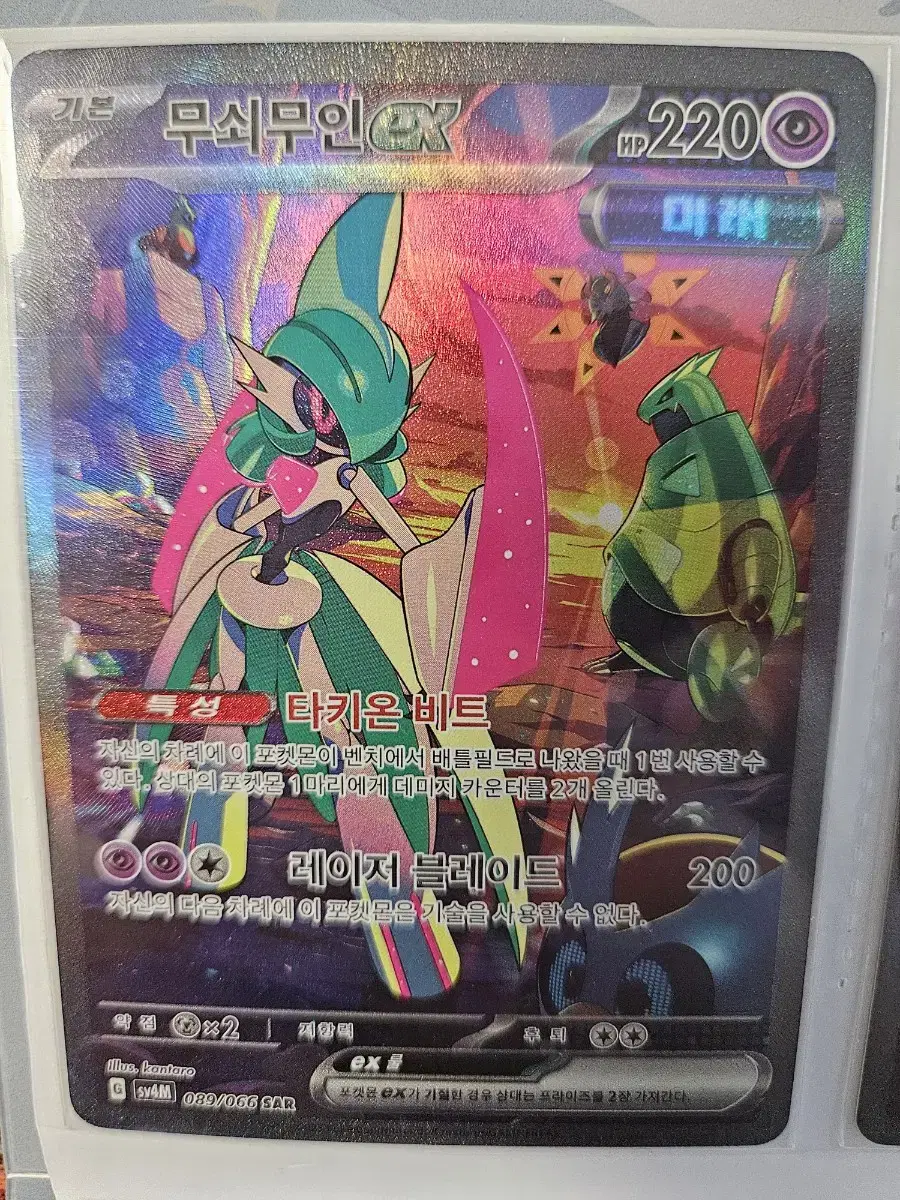 기본 무쇠무인 ex HP 220
미래
특성 타키온 비트
자신의 차례에 이 포켓몬이 벤치에서 배틀필드로 나왔을 때 1번 사용할 수
있다. 상대의 포켓몬 1마리에게 데미지 카운터를 2개 올린다.
레이저 블레이드 200
자신의 다음 차례에 이 포켓몬은 기술을 사용할 수 없다.
약점 ×2 저항력 후퇴
ex 룰
포켓몬 ex가 기절한 경우 상대는 프라이즈를 2장 가져간다.
illus. kantaro
G sv4M 089/066 SAR